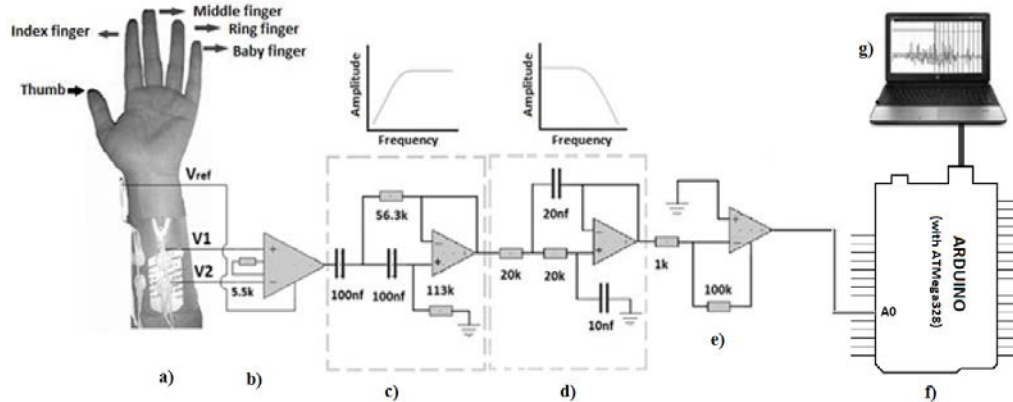 Middle finger
Index finger
Ring finger
Baby finger
Thumb
g)
Amplitude
Frequency
Amplitude
Frequency
Vref
V1
V2
5.5k
56.3k
100nf
100nf
113k
20nf
20k
20k
10nf
1k
100k
A0
ARDUINO
(with ATMega328)
a)
b)
c)
d)
e)
f)